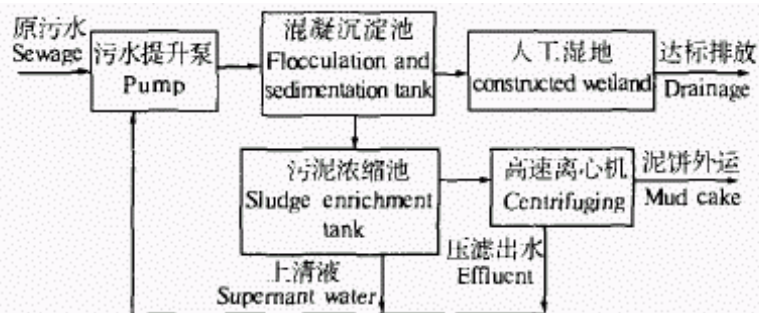 原污水
Sewage
污水提升泵
Pump
混凝沉淀池
Flocculation and
sedimentation tank
人工湿地
constructed wetland
达标排放
Drainage
污泥浓缩池
Sludge enrichment
tank
高速离心机
Centrifuging
泥饼外运
Mud cake
上清液
Supernant water
压滤出水
Effluent